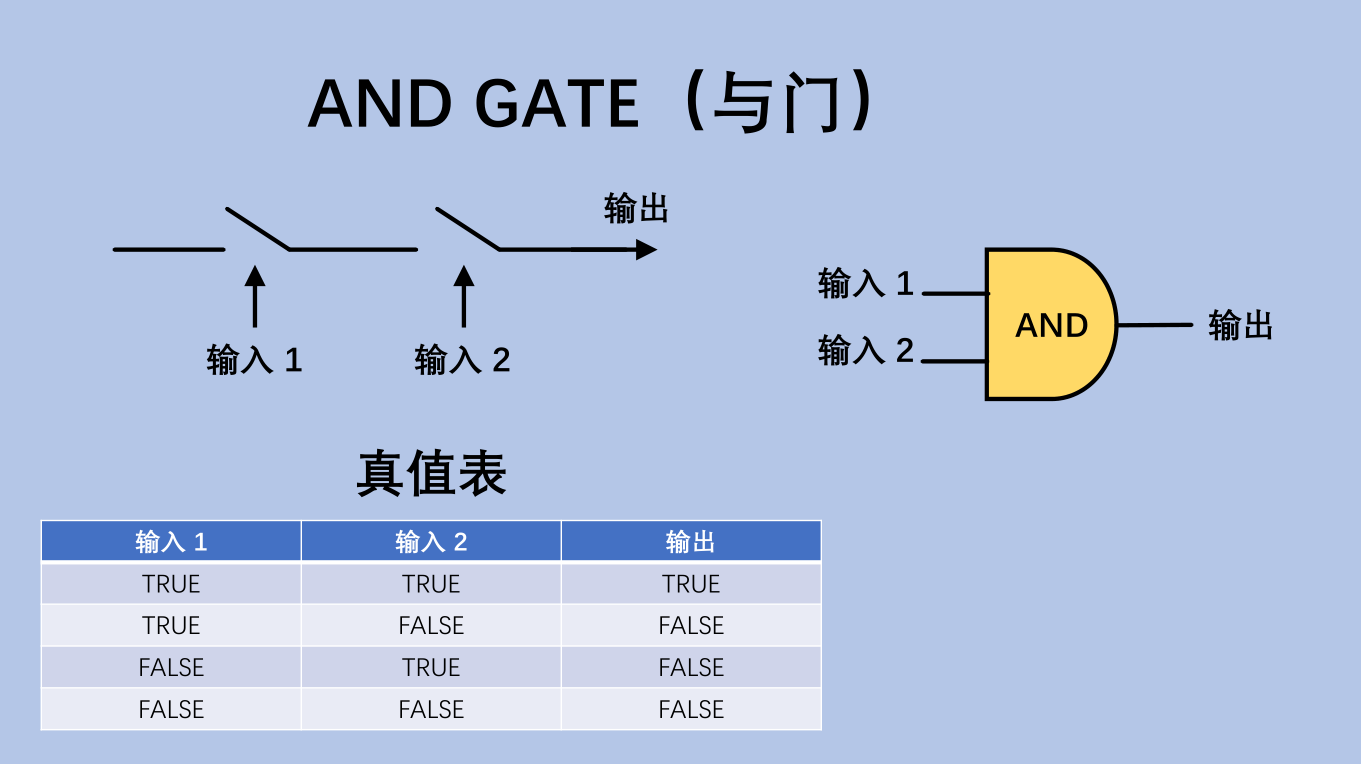 AND GATE（与门）
输出
输入 1
输入 2
输入 1
输入 2
AND
输出
真值表
输入 1 输入 2 输出
TRUE TRUE TRUE
TRUE FALSE FALSE
FALSE TRUE FALSE
FALSE FALSE FALSE